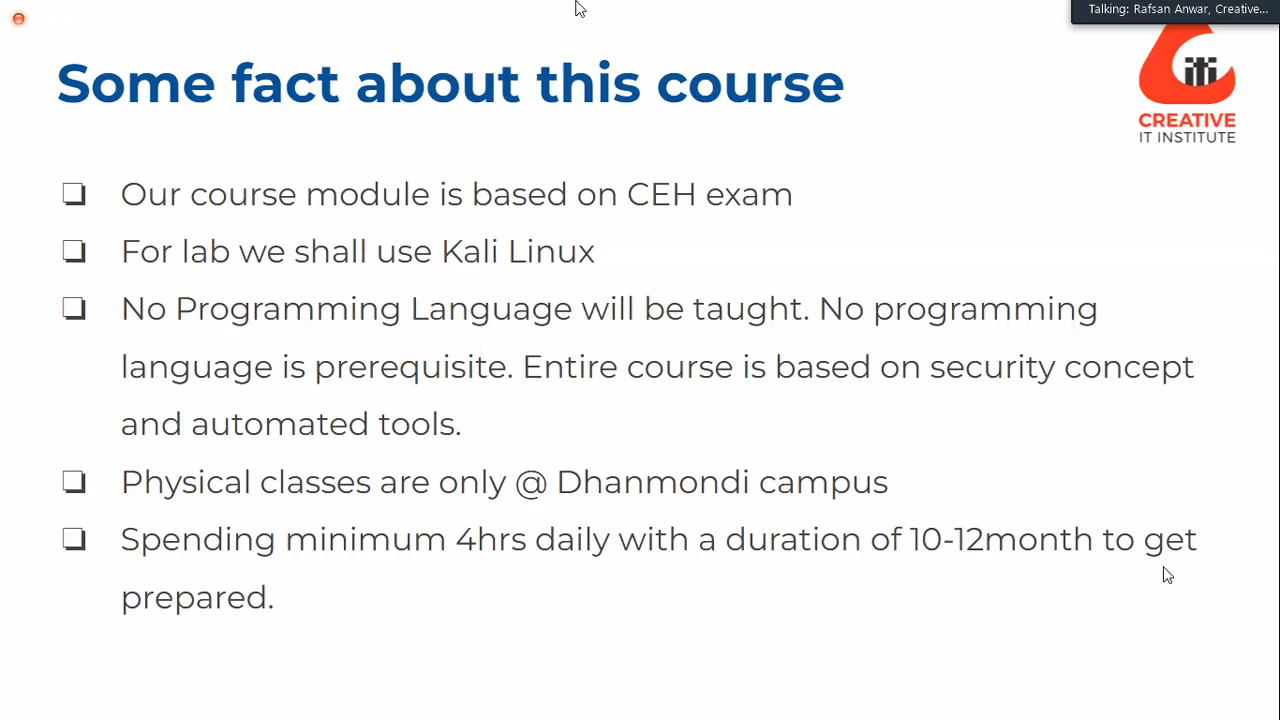 Talking: Rafsan Anwar, Creative...
Some fact about this course
iti
CREATIVE
IT INSTITUTE
Our course module is based on CEH exam
For lab we shall use Kali Linux
No Programming Language will be taught. No programming
language is prerequisite. Entire course is based on security concept
and automated tools.
Physical classes are only @ Dhanmondi campus
Spending minimum 4hrs daily with a duration of 10-12month to get
prepared.